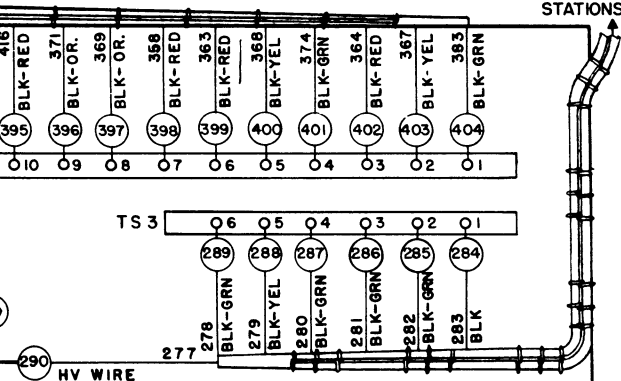 STATIONS
416 371 369 358 363 368 374 364 367 383
BLK-RED BLK-OR. BLK-OR. BLK-RED BLK-RED BLK-YEL BLK-GRN BLK-RED BLK-YEL BLK-GRN
395 396 397 398 399 400 401 402 403 404
10 9 8 7 6 5 4 3 2 1
TS3 6 5 4 3 2 1
289 288 287 286 285 284
278 279 280 281 282 283
BLK-GRN BLK-YEL BLK-GRN BLK-GRN BLK-GRN BLK
277
290 HV WIRE